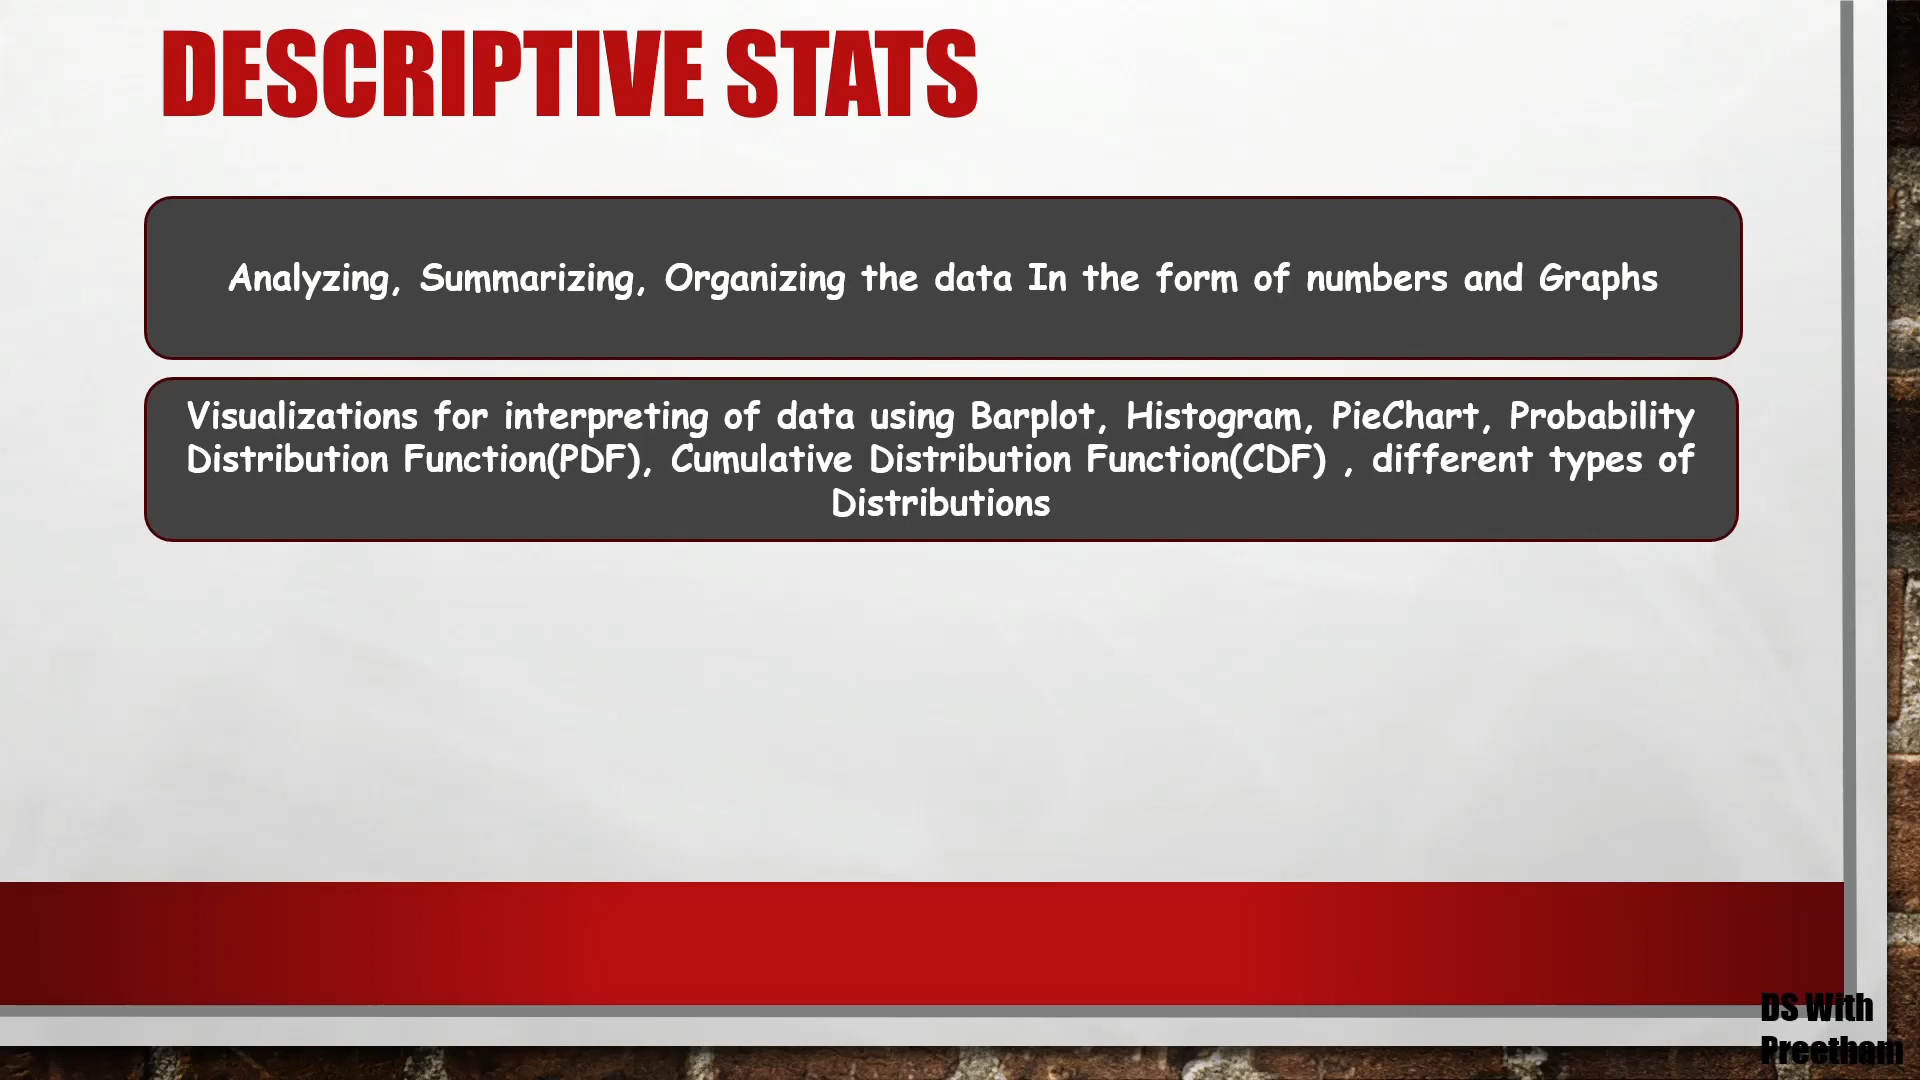 DESCRIPTIVE STATS
Analyzing, Summarizing, Organizing the data In the form of numbers and Graphs
Visualizations for interpreting of data using Barplot, Histogram, PieChart, Probability
Distribution Function(PDF), Cumulative Distribution Function(CDF) , different types of
Distributions
DS With
Preetham